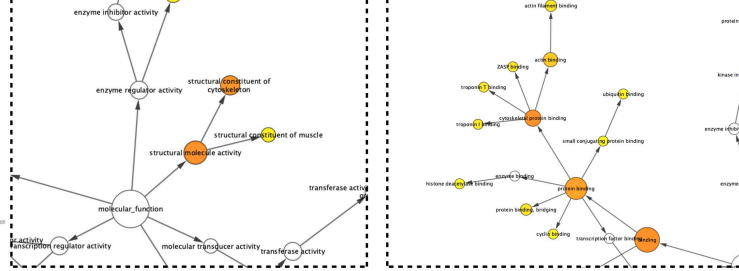 enzyme inhibitor activity
enzyme regulator activity
structural constituent of
cytoskeleton
structural constituent of muscle
structural molecule activity
transferase activ
molecular_function
transcription regulator activity
molecular transducer activity
transferase activity
actin filament binding
protein
ZASP binding
actin binding
kinase in
troponin T binding
ubiquitin binding
cytoskeletal protein binding
troponin I binding
enzyme inhibi
small conjugating protein binding
enzyme binding
histone deacetylase binding
protein binding
enzyme
protein binding, bridging
cyclin binding
transcription factor binding
binding